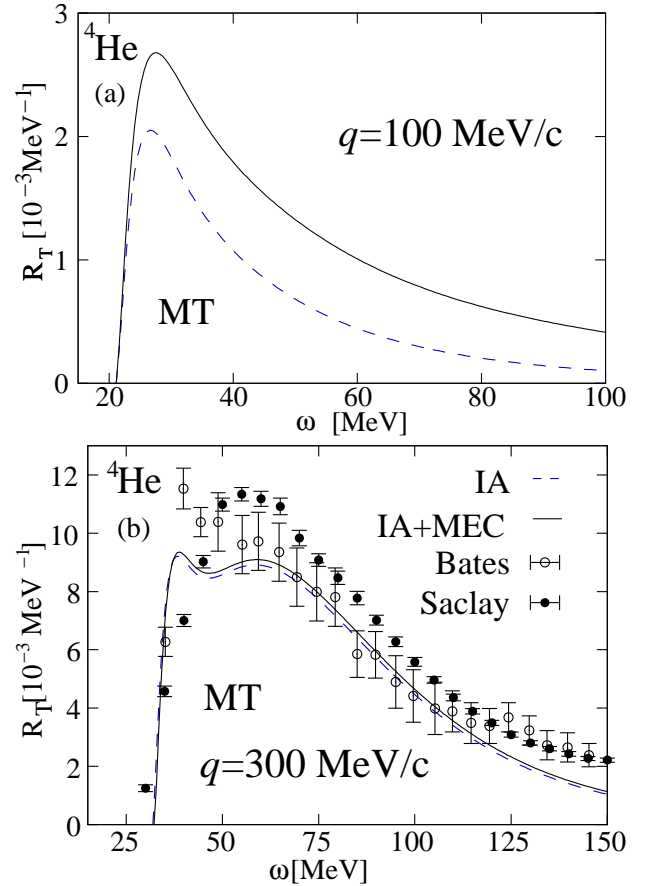 3
2
1
0
R_T [10⁻³MeV⁻¹]
⁴He
(a)
q=100 MeV/c
MT
20 40 60 80 100
ω [MeV]
12
10
8
6
4
2
0
R_T[10⁻³ MeV⁻¹]
⁴He
(b)
IA
IA+MEC
Bates
Saclay
MT
q=300 MeV/c
25 50 75 100 125 150
ω[MeV]